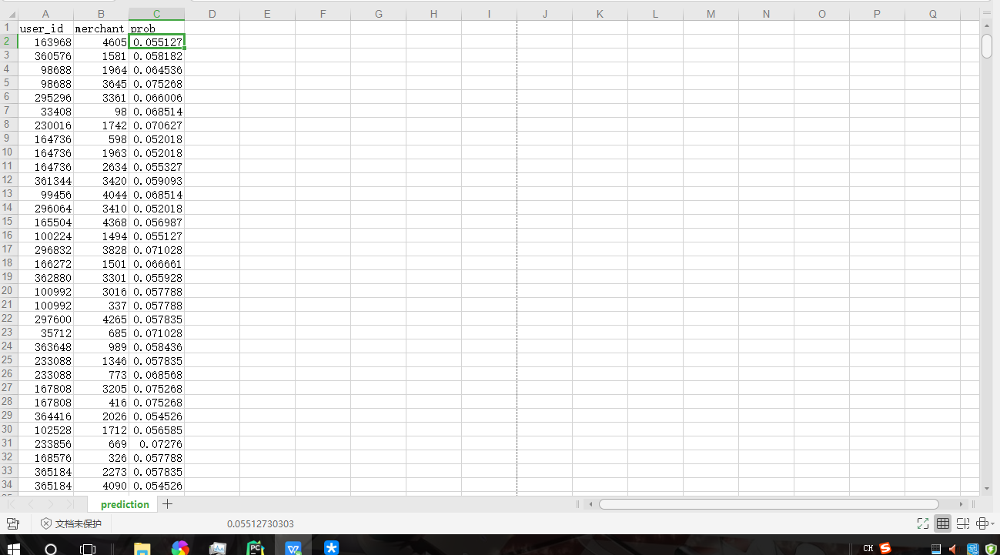 A B C D E F G H I J K L M N O P Q
1 user_id merchant prob
2 163968 4605 0.055127
3 360576 1581 0.058182
4 98688 1964 0.064536
5 98688 3645 0.075268
6 295296 3361 0.066006
7 33408 98 0.068514
8 230016 1742 0.070627
9 164736 598 0.052018
10 164736 1963 0.052018
11 164736 2634 0.055327
12 361344 3420 0.059093
13 99456 4044 0.068514
14 296064 3410 0.052018
15 165504 4368 0.056987
16 100224 1494 0.055127
17 296832 3828 0.071028
18 166272 1501 0.066661
19 362880 3301 0.055928
20 100992 3016 0.057788
21 100992 337 0.057788
22 297600 4265 0.057835
23 35712 685 0.071028
24 363648 989 0.058436
25 233088 1346 0.057835
26 233088 773 0.068568
27 167808 3205 0.075268
28 167808 416 0.075268
29 364416 2026 0.054526
30 102528 1712 0.056585
31 233856 669 0.07276
32 168576 326 0.057788
33 365184 2273 0.057835
34 365184 4090 0.054526
prediction
文档未保护 0.05512730303
PC CH